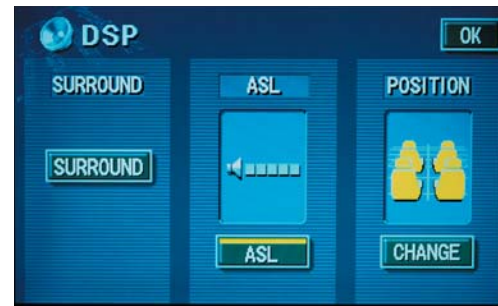 DSP
OK
SURROUND
ASL
POSITION
SURROUND
ASL
CHANGE